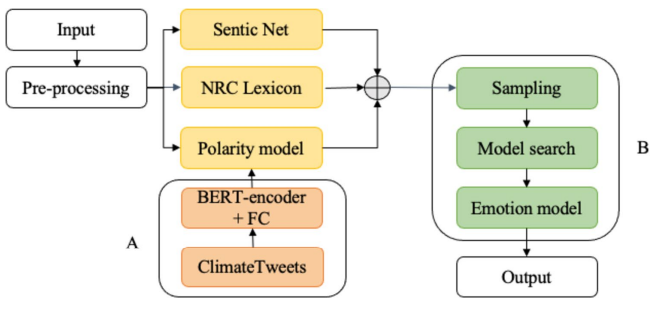 Input
Pre-processing
Sentic Net
NRC Lexicon
Polarity model
BERT-encoder
+ FC
ClimateTweets
A
Sampling
Model search
Emotion model
B
Output